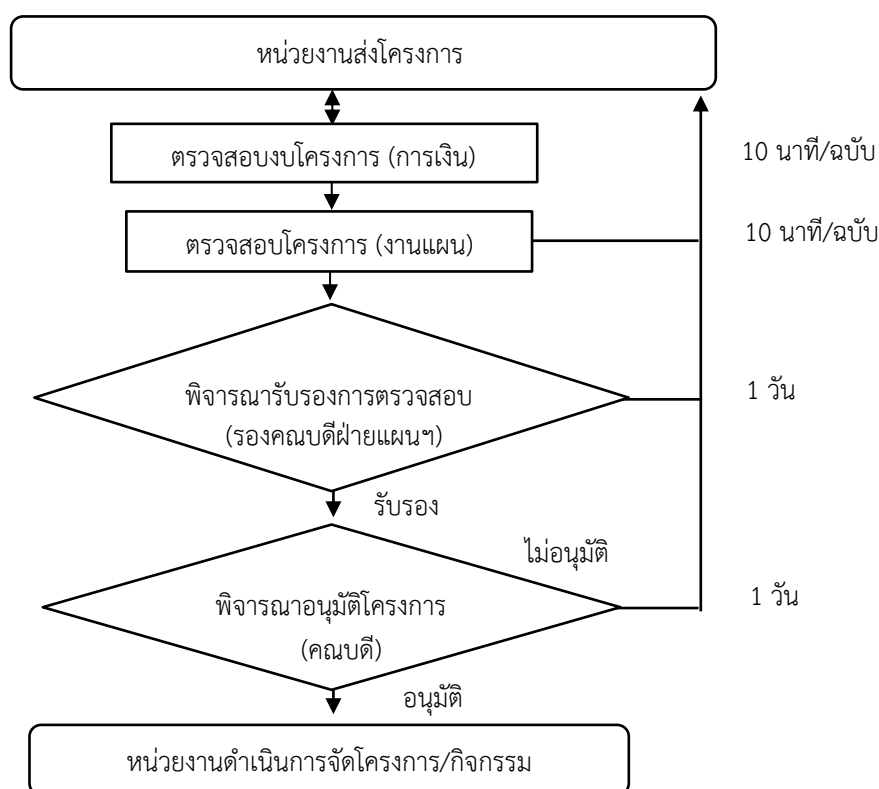 หน่วยงานส่งโครงการ
ตรวจสอบงบโครงการ (การเงิน)
10 นาที/ฉบับ
ตรวจสอบโครงการ (งานแผน)
10 นาที/ฉบับ
พิจารณารับรองการตรวจสอบ
(รองคณบดีฝ่ายแผนฯ)
1 วัน
รับรอง
ไม่อนุมัติ
พิจารณาอนุมัติโครงการ
(คณบดี)
1 วัน
อนุมัติ
หน่วยงานดำเนินการจัดโครงการ/กิจกรรม